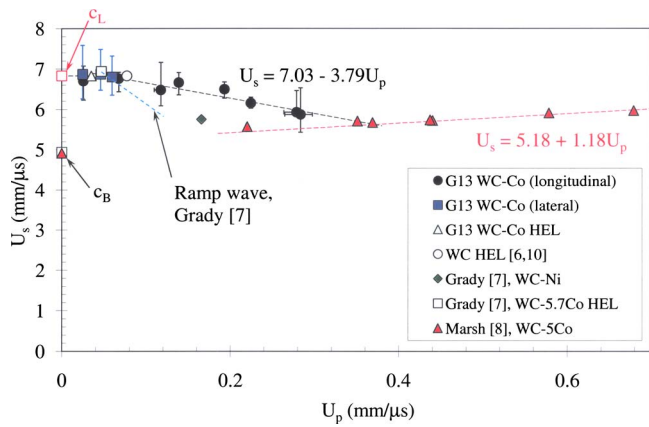 8
7
6
5
4
3
2
1
0
U_s (mm/µs)
c_L
c_B
U_s = 7.03 - 3.79U_p
U_s = 5.18 + 1.18U_p
Ramp wave,
Grady [7]
G13 WC-Co (longitudinal)
G13 WC-Co (lateral)
G13 WC-Co HEL
WC HEL [6,10]
Grady [7], WC-Ni
Grady [7], WC-5.7Co HEL
Marsh [8], WC-5Co
0 0.2 0.4 0.6
U_p (mm/µs)